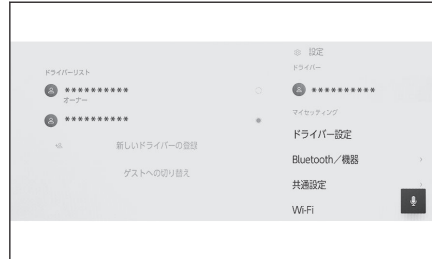 ドライバーリスト
**********
オーナー
**********
新しいドライバーの登録
ゲストへの切り替え
設定
ドライバー
**********
マイセッティング
ドライバー設定
Bluetooth／機器
共通設定
Wi-Fi